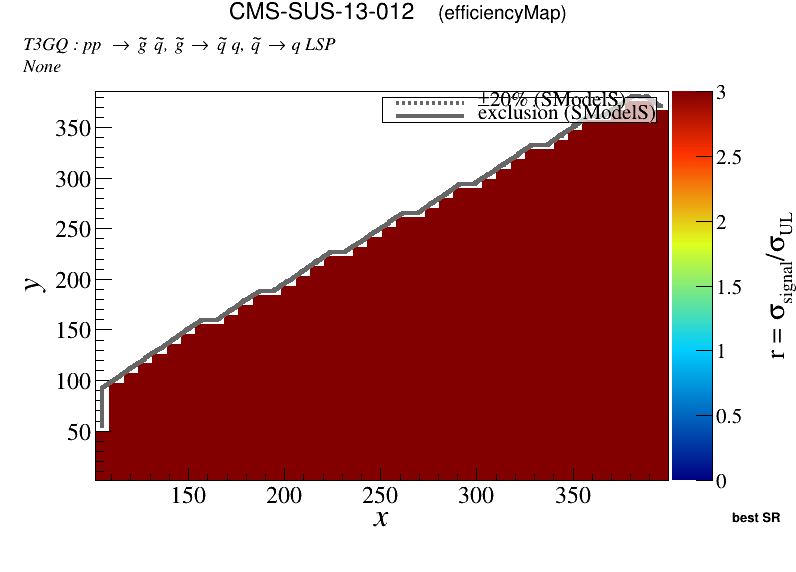 CMS-SUS-13-012 (efficiencyMap)
T3GQ : pp → g̃ q̃, g̃ → q̃ q, q̃ → q LSP
None
±20% (SModelS)
exclusion (SModelS)
350
300
250
200
150
100
50
y
150 200 250 300 350
x
3
2.5
2
1.5
1
0.5
0
r = σsignal/σUL
best SR